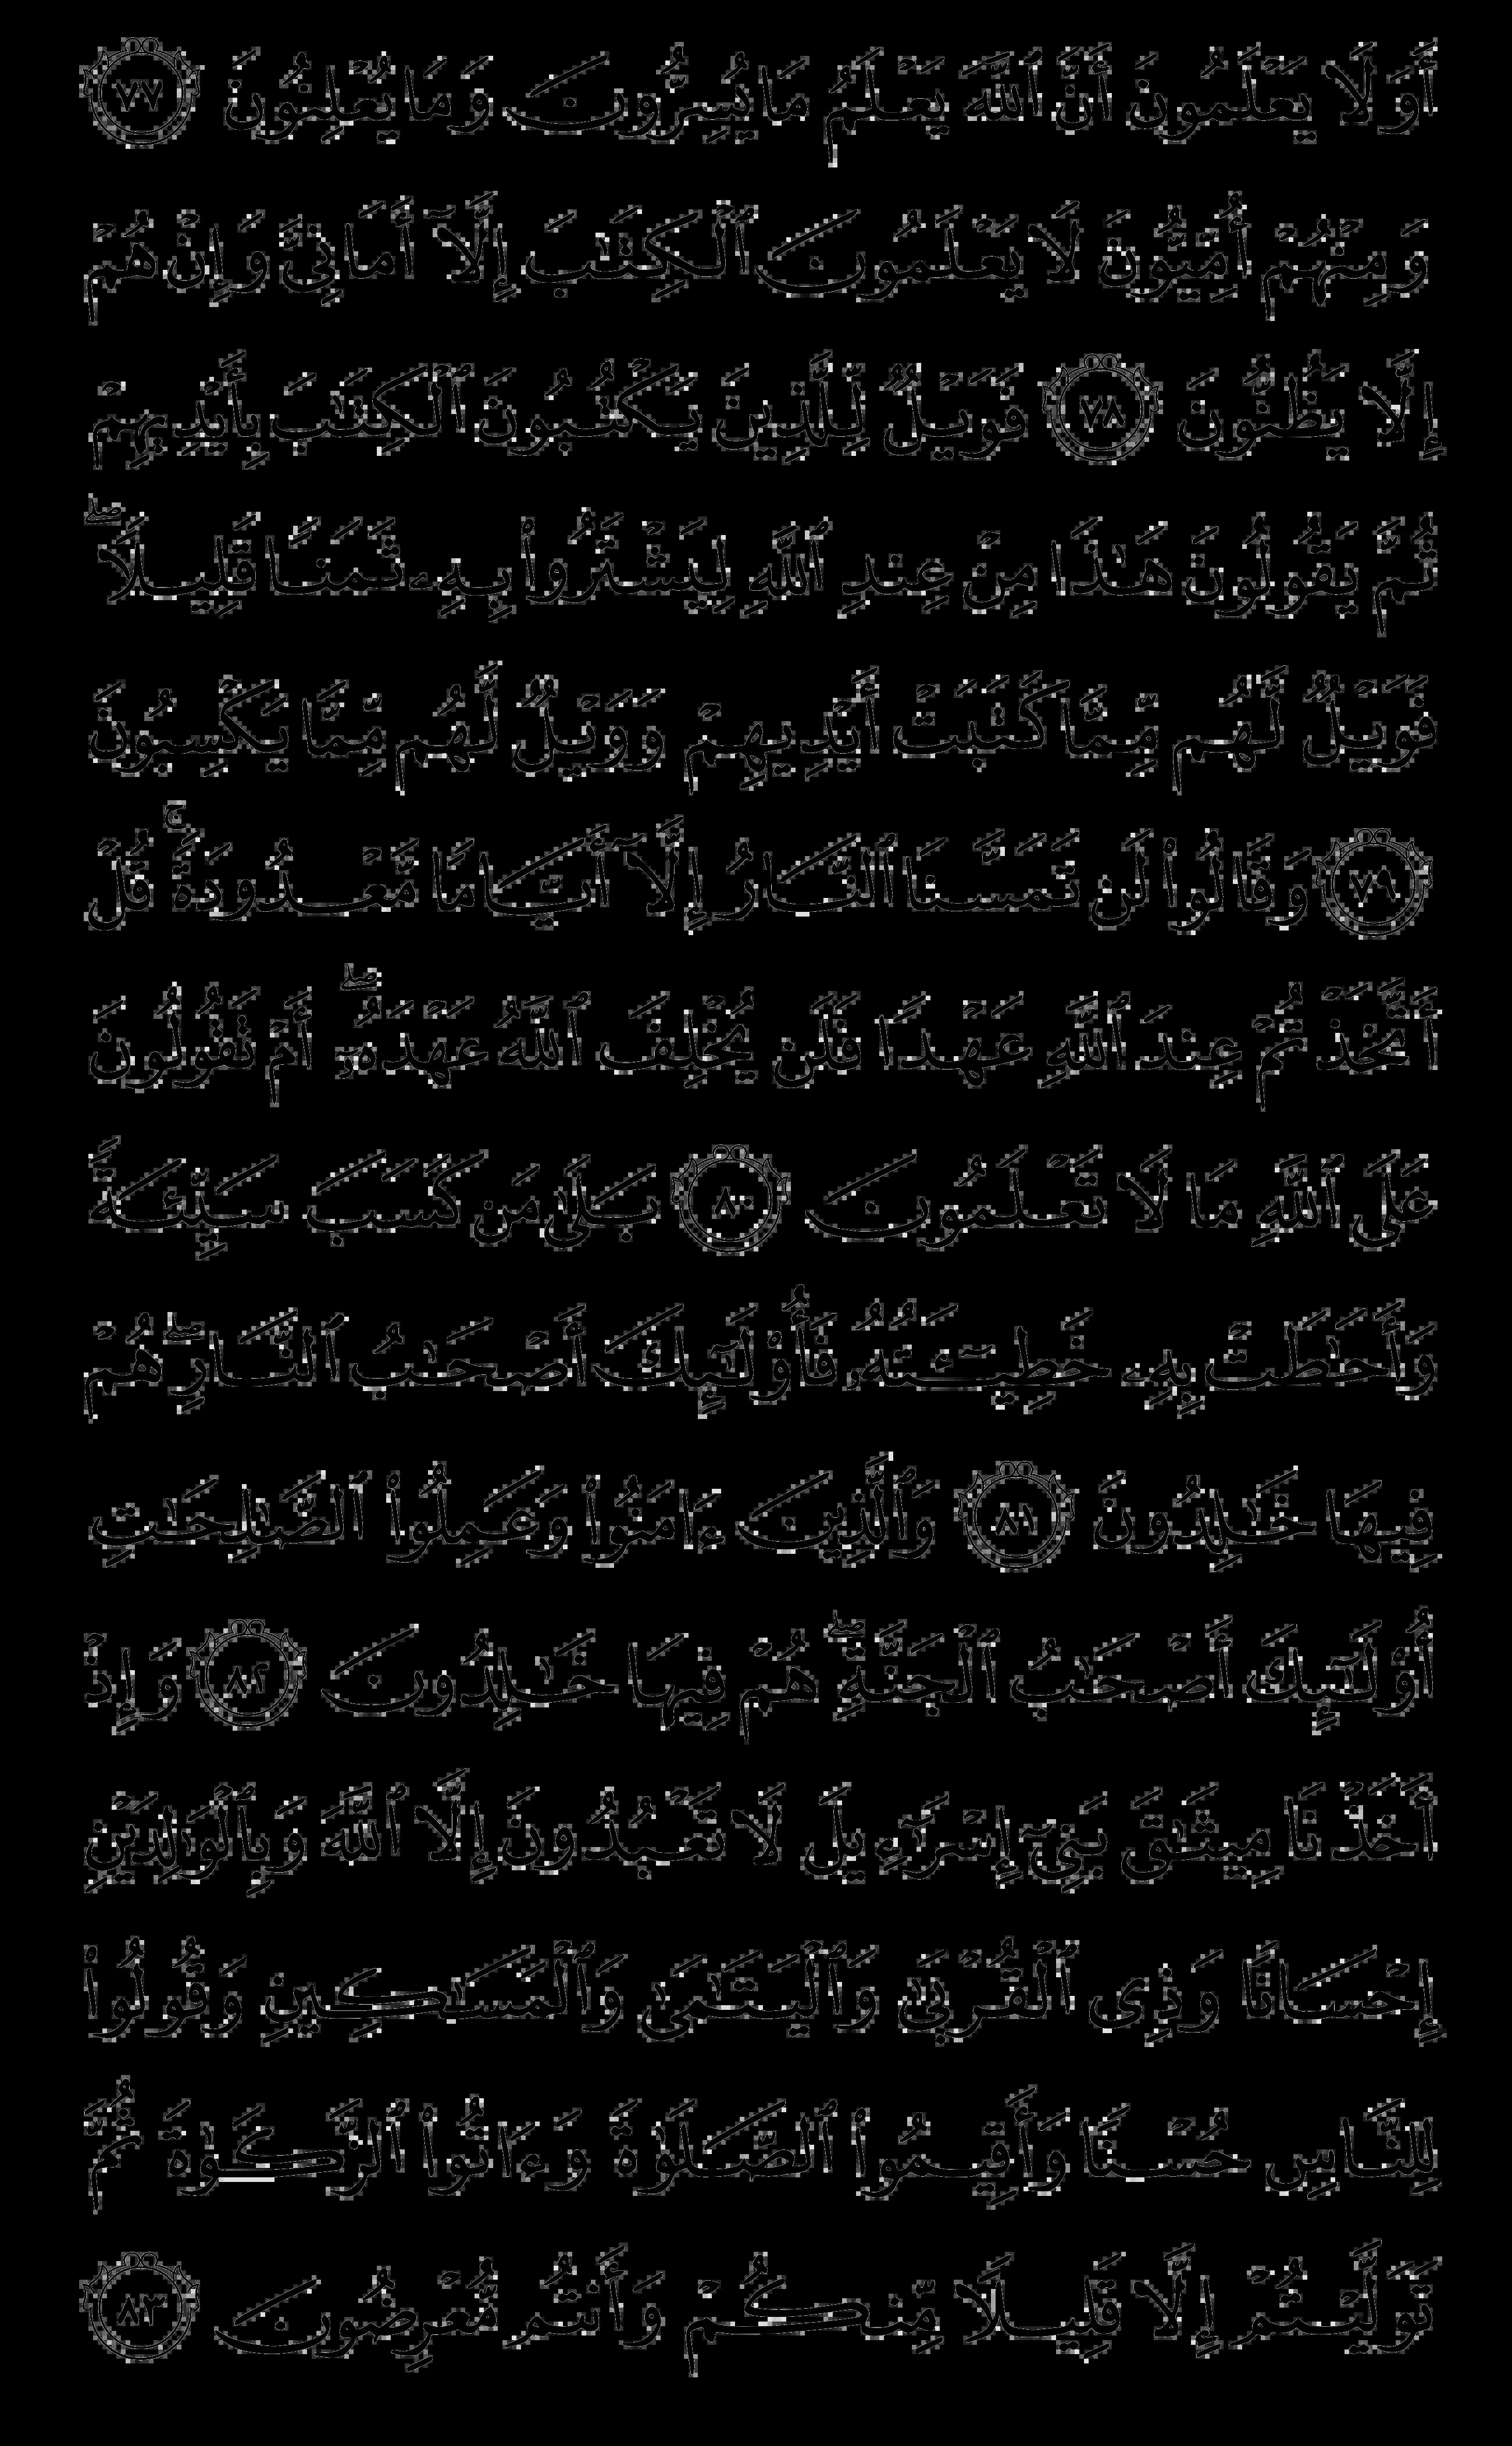 أَوَلَا يَعْلَمُونَ أَنَّ ٱللَّهَ يَعْلَمُ مَا يُسِرُّونَ وَمَا يُعْلِنُونَ ٧٧
وَمِنْهُمْ أُمِّيُّونَ لَا يَعْلَمُونَ ٱلْكِتَٰبَ إِلَّآ أَمَانِىَّ وَإِنْ هُمْ
إِلَّا يَظُنُّونَ ٧٨ فَوَيْلٌ لِّلَّذِينَ يَكْتُبُونَ ٱلْكِتَٰبَ بِأَيْدِيهِمْ
ثُمَّ يَقُولُونَ هَٰذَا مِنْ عِندِ ٱللَّهِ لِيَشْتَرُوا۟ بِهِۦ ثَمَنًا قَلِيلًا ۖ
فَوَيْلٌ لَّهُم مِّمَّا كَتَبَتْ أَيْدِيهِمْ وَوَيْلٌ لَّهُم مِّمَّا يَكْسِبُونَ
٧٩ وَقَالُوا۟ لَن تَمَسَّنَا ٱلنَّارُ إِلَّآ أَيَّامًا مَّعْدُودَةً ۚ قُلْ
أَتَّخَذْتُمْ عِندَ ٱللَّهِ عَهْدًا فَلَن يُخْلِفَ ٱللَّهُ عَهْدَهُۥٓ ۖ أَمْ تَقُولُونَ
عَلَى ٱللَّهِ مَا لَا تَعْلَمُونَ ٨٠ بَلَىٰ مَن كَسَبَ سَيِّئَةً
وَأَحَٰطَتْ بِهِۦ خَطِيٓـَٔتُهُۥ فَأُو۟لَٰٓئِكَ أَصْحَٰبُ ٱلنَّارِ ۖ هُمْ
فِيهَا خَٰلِدُونَ ٨١ وَٱلَّذِينَ ءَامَنُوا۟ وَعَمِلُوا۟ ٱلصَّٰلِحَٰتِ
أُو۟لَٰٓئِكَ أَصْحَٰبُ ٱلْجَنَّةِ ۖ هُمْ فِيهَا خَٰلِدُونَ ٨٢ وَإِذْ
أَخَذْنَا مِيثَٰقَ بَنِىٓ إِسْرَٰٓءِيلَ لَا تَعْبُدُونَ إِلَّا ٱللَّهَ وَبِٱلْوَٰلِدَيْنِ
إِحْسَانًا وَذِى ٱلْقُرْبَىٰ وَٱلْيَتَٰمَىٰ وَٱلْمَسَٰكِينِ وَقُولُوا۟
لِلنَّاسِ حُسْنًا وَأَقِيمُوا۟ ٱلصَّلَوٰةَ وَءَاتُوا۟ ٱلزَّكَوٰةَ ثُمَّ
تَوَلَّيْتُمْ إِلَّا قَلِيلًا مِّنكُمْ وَأَنتُم مُّعْرِضُونَ ٨٣